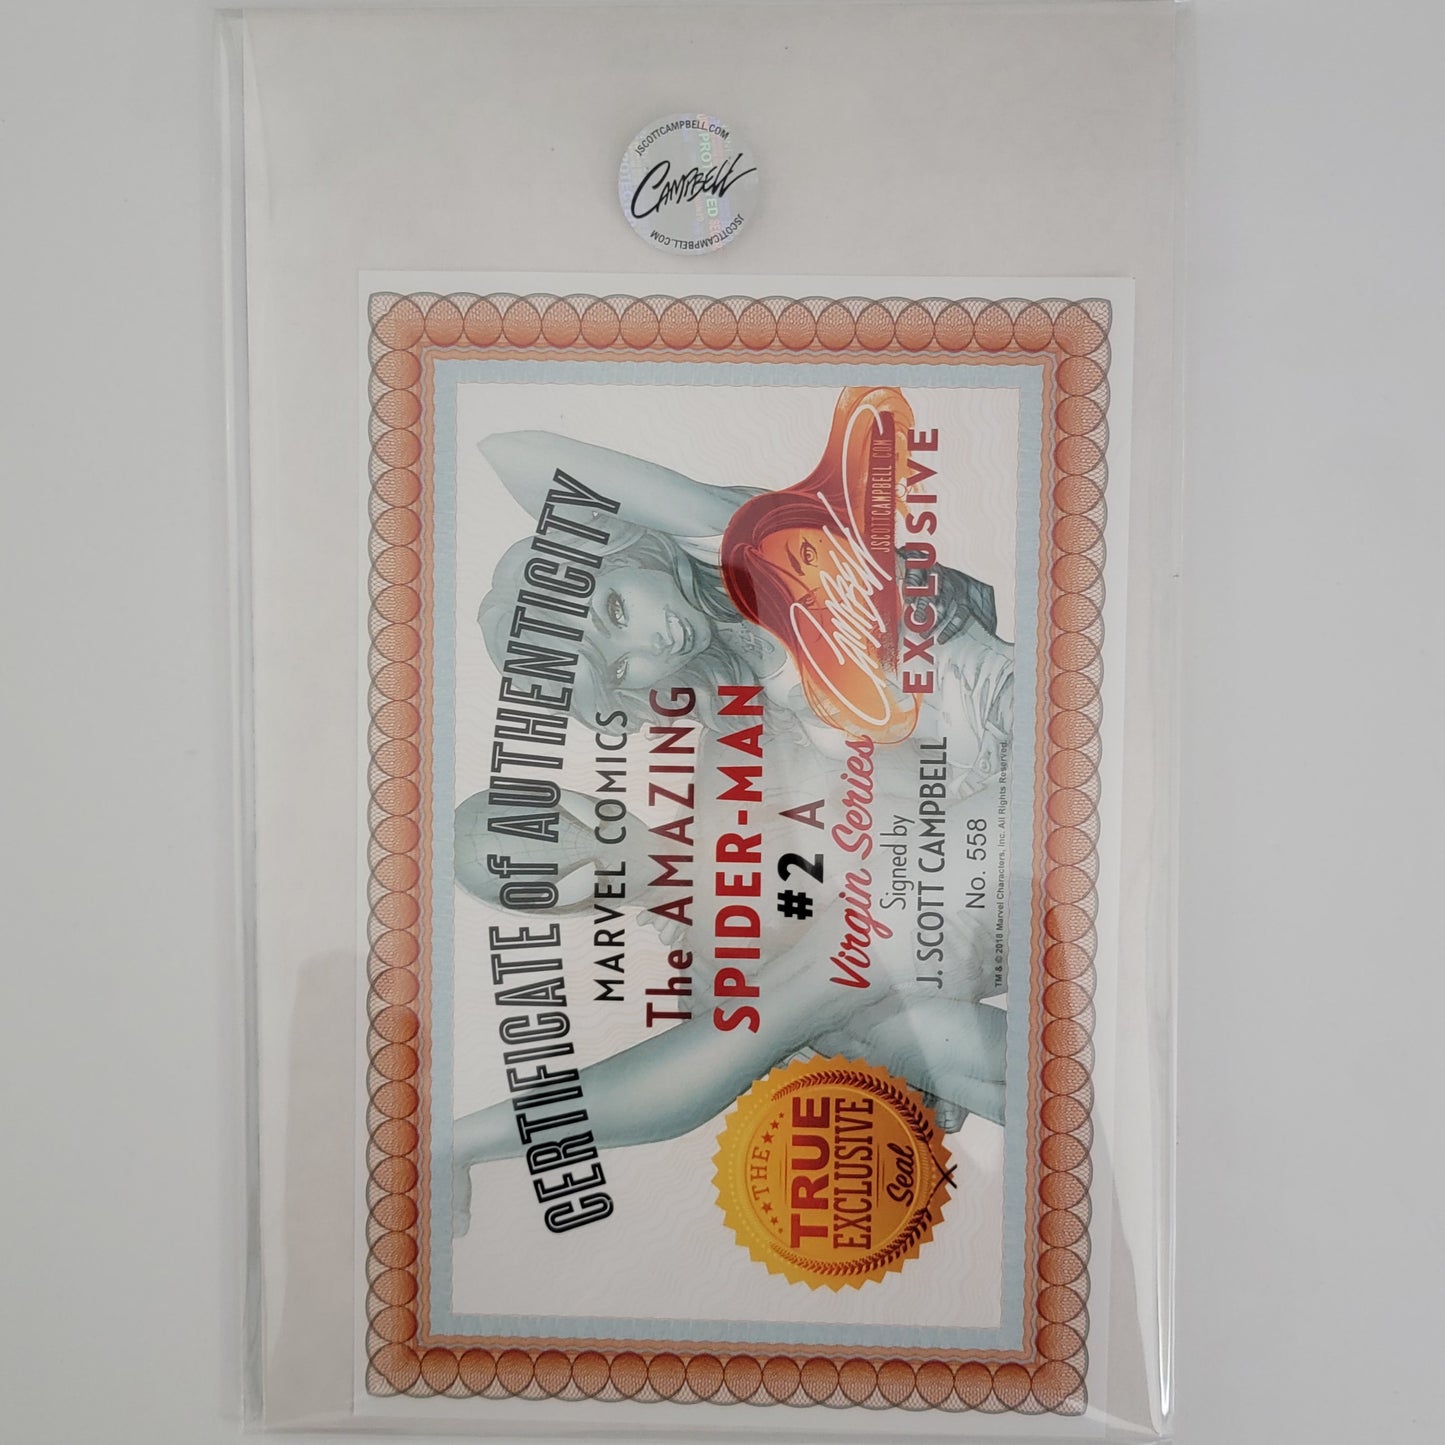 JSCOTTCAMPBELL.COM
CAMPBELL
JSCOTTCAMPBELL.COM
CERTIFICATE of AUTHENTICITY
MARVEL COMICS
The AMAZING
SPIDER-MAN
#2 A
Virgin Series
Signed by
J. SCOTT CAMPBELL
No. 558
TM & © 2018 Marvel Characters, Inc. All Rights Reserved.
CAMPBELL
JSCOTTCAMPBELL.COM
EXCLUSIVE
THE
TRUE
EXCLUSIVE
Seal